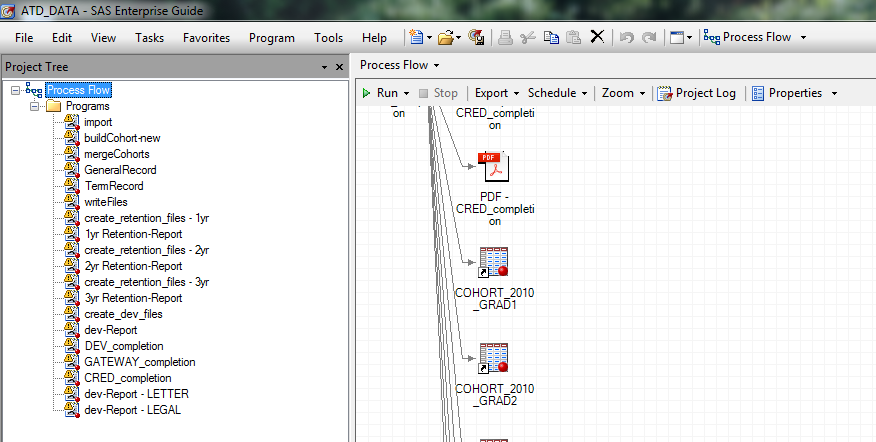 ATD_DATA - SAS Enterprise Guide
File Edit View Tasks Favorites Program Tools Help Process Flow
Project Tree
Process Flow
Programs
import
buildCohort-new
mergeCohorts
GeneralRecord
TermRecord
writeFiles
create_retention_files - 1yr
1yr Retention-Report
create_retention_files - 2yr
2yr Retention-Report
create_retention_files - 3yr
3yr Retention-Report
create_dev_files
dev-Report
DEV_completion
GATEWAY_completion
CRED_completion
dev-Report - LETTER
dev-Report - LEGAL
Process Flow
Run Stop Export Schedule Zoom Project Log Properties
on
CRED_completi
on
PDF
PDF -
CRED_completi
on
COHORT_2010
_GRAD1
COHORT_2010
_GRAD2